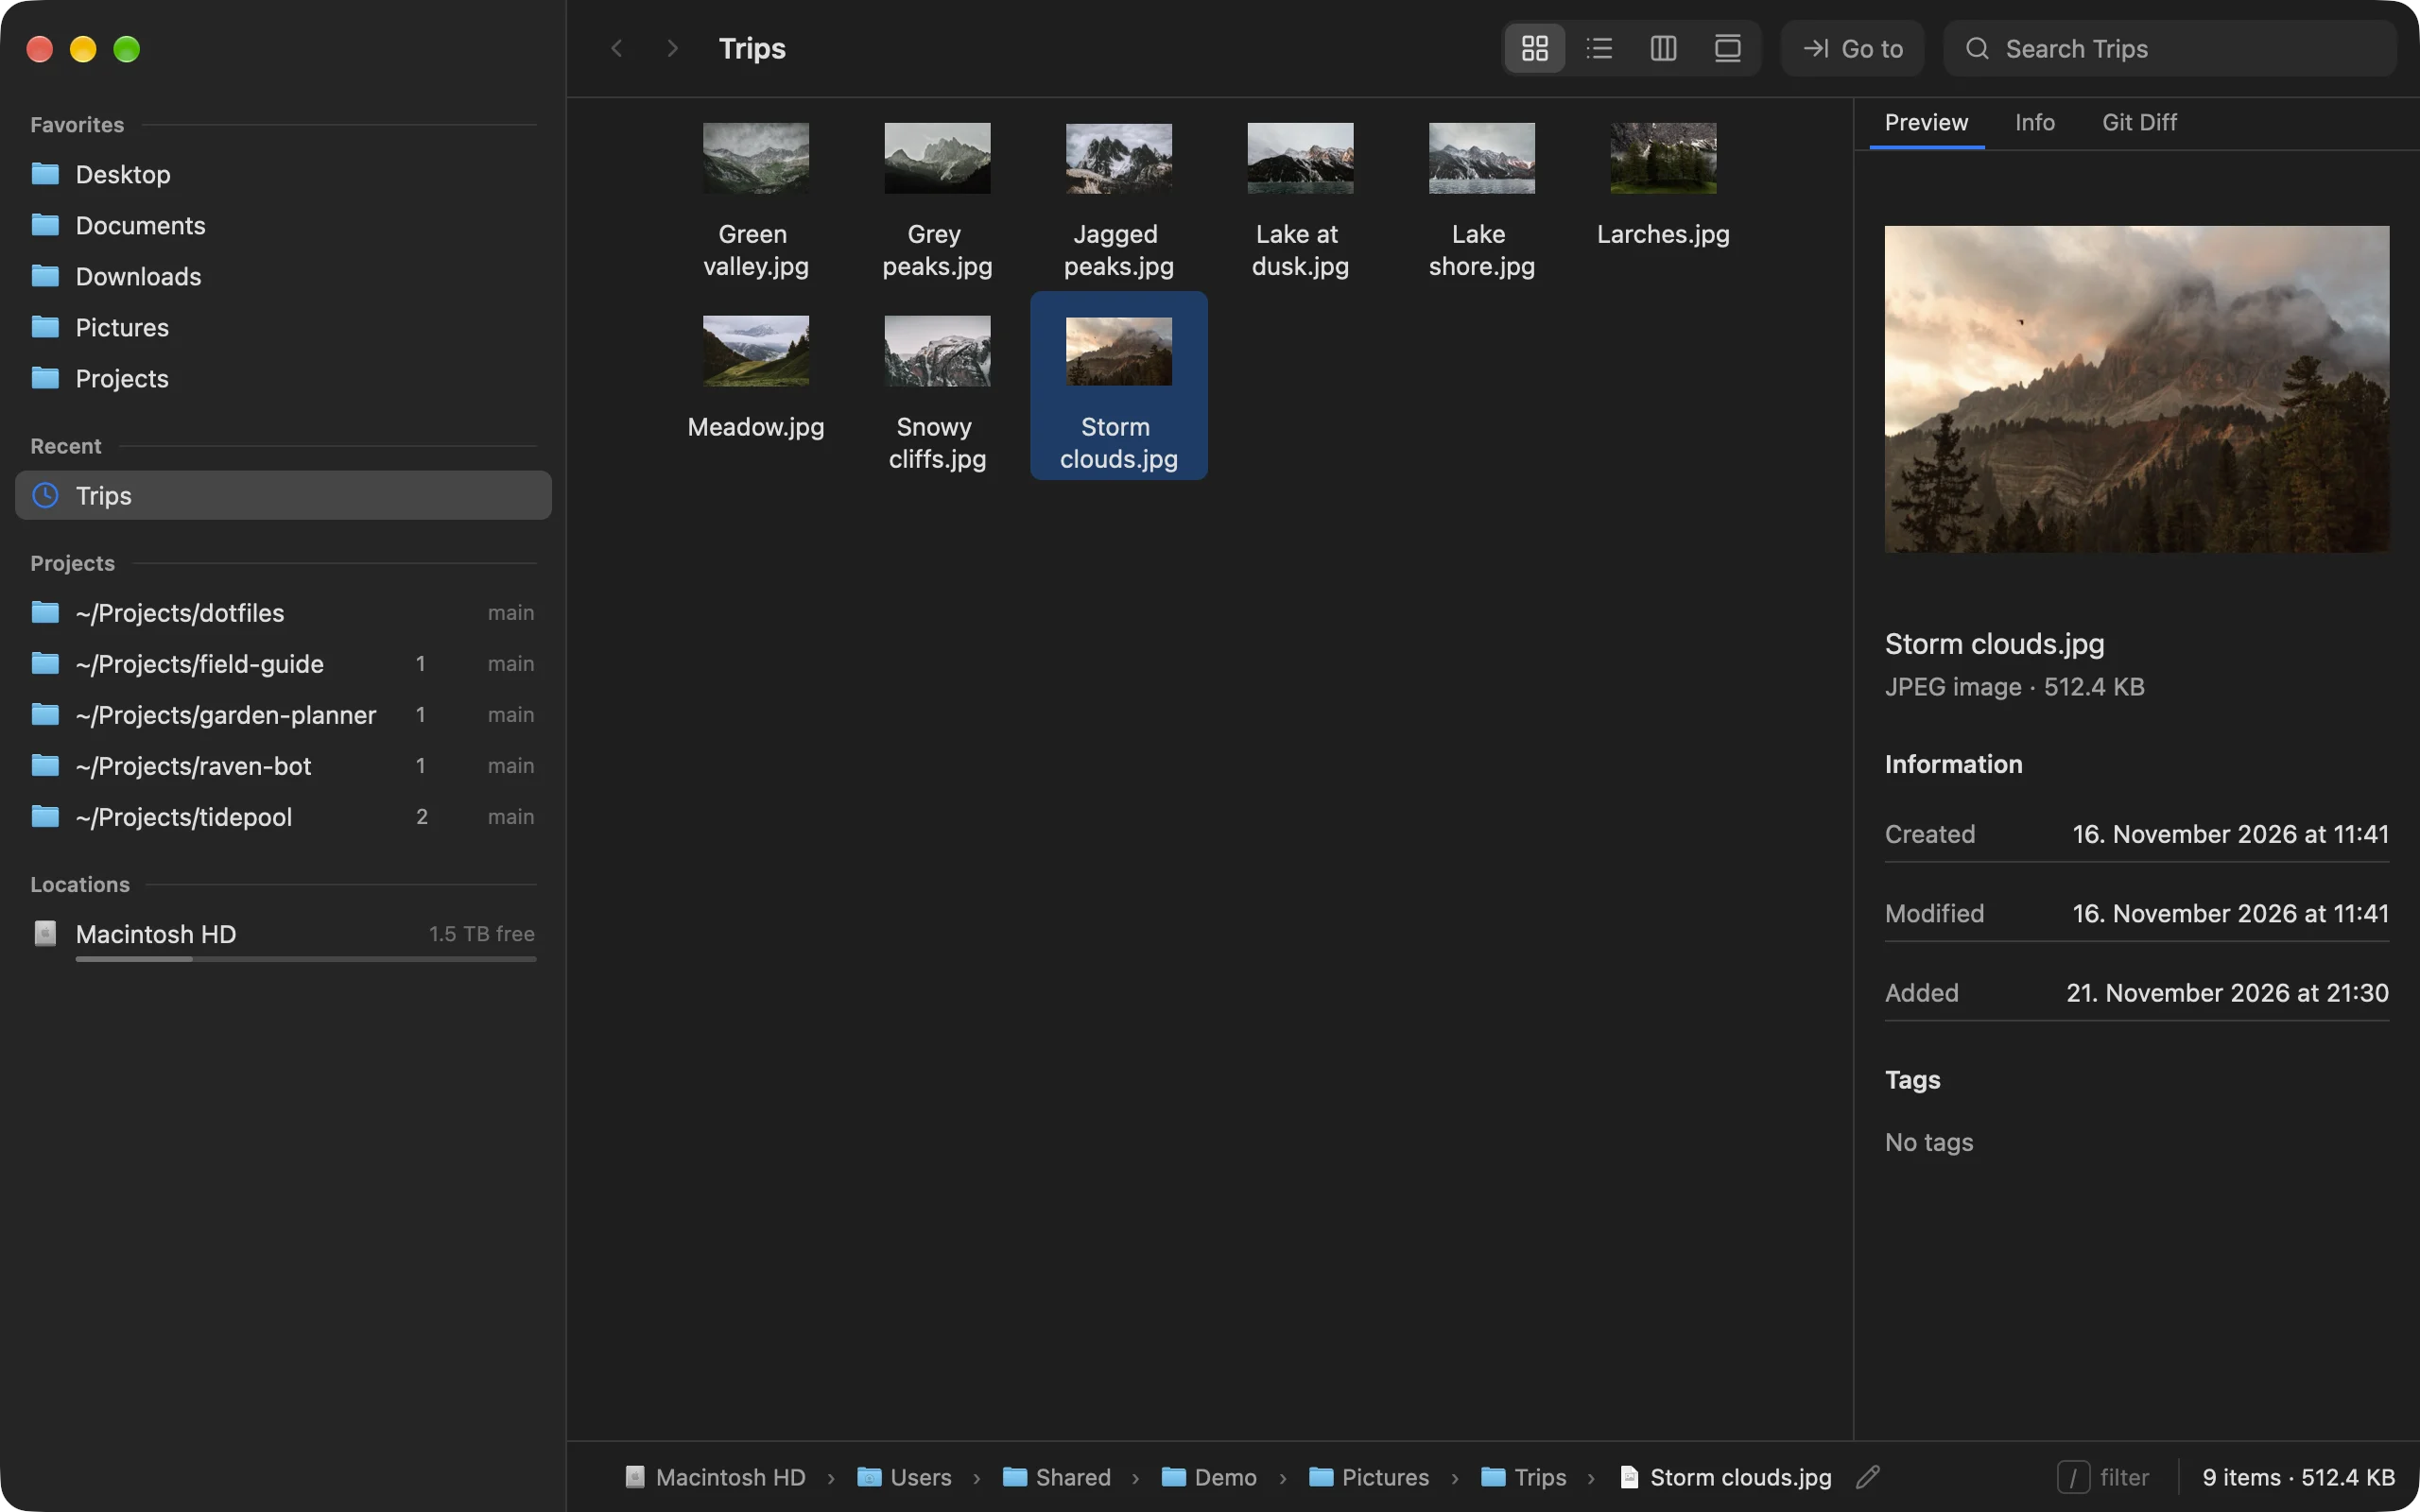 Trips
Go to
Search Trips
Favorites
Desktop
Documents
Downloads
Pictures
Projects
Recent
Trips
Projects
~/Projects/dotfiles main
~/Projects/field-guide 1 main
~/Projects/garden-planner 1 main
~/Projects/raven-bot 1 main
~/Projects/tidepool 2 main
Locations
Macintosh HD 1.5 TB free
Green
valley.jpg
Grey
peaks.jpg
Jagged
peaks.jpg
Lake at
dusk.jpg
Lake
shore.jpg
Larches.jpg
Meadow.jpg
Snowy
cliffs.jpg
Storm
clouds.jpg
Preview Info Git Diff
Storm clouds.jpg
JPEG image · 512.4 KB
Information
Created 16. November 2026 at 11:41
Modified 16. November 2026 at 11:41
Added 21. November 2026 at 21:30
Tags
No tags
Macintosh HD › Users › Shared › Demo › Pictures › Trips › Storm clouds.jpg
/ filter
9 items · 512.4 KB